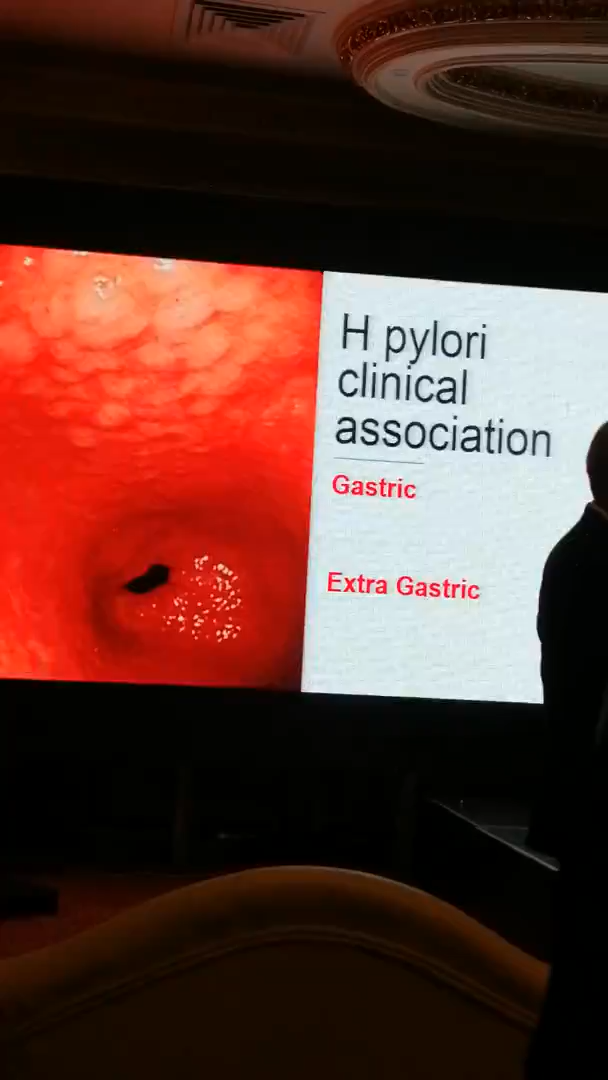 H pylori
clinical
association
Gastric
Extra Gastric